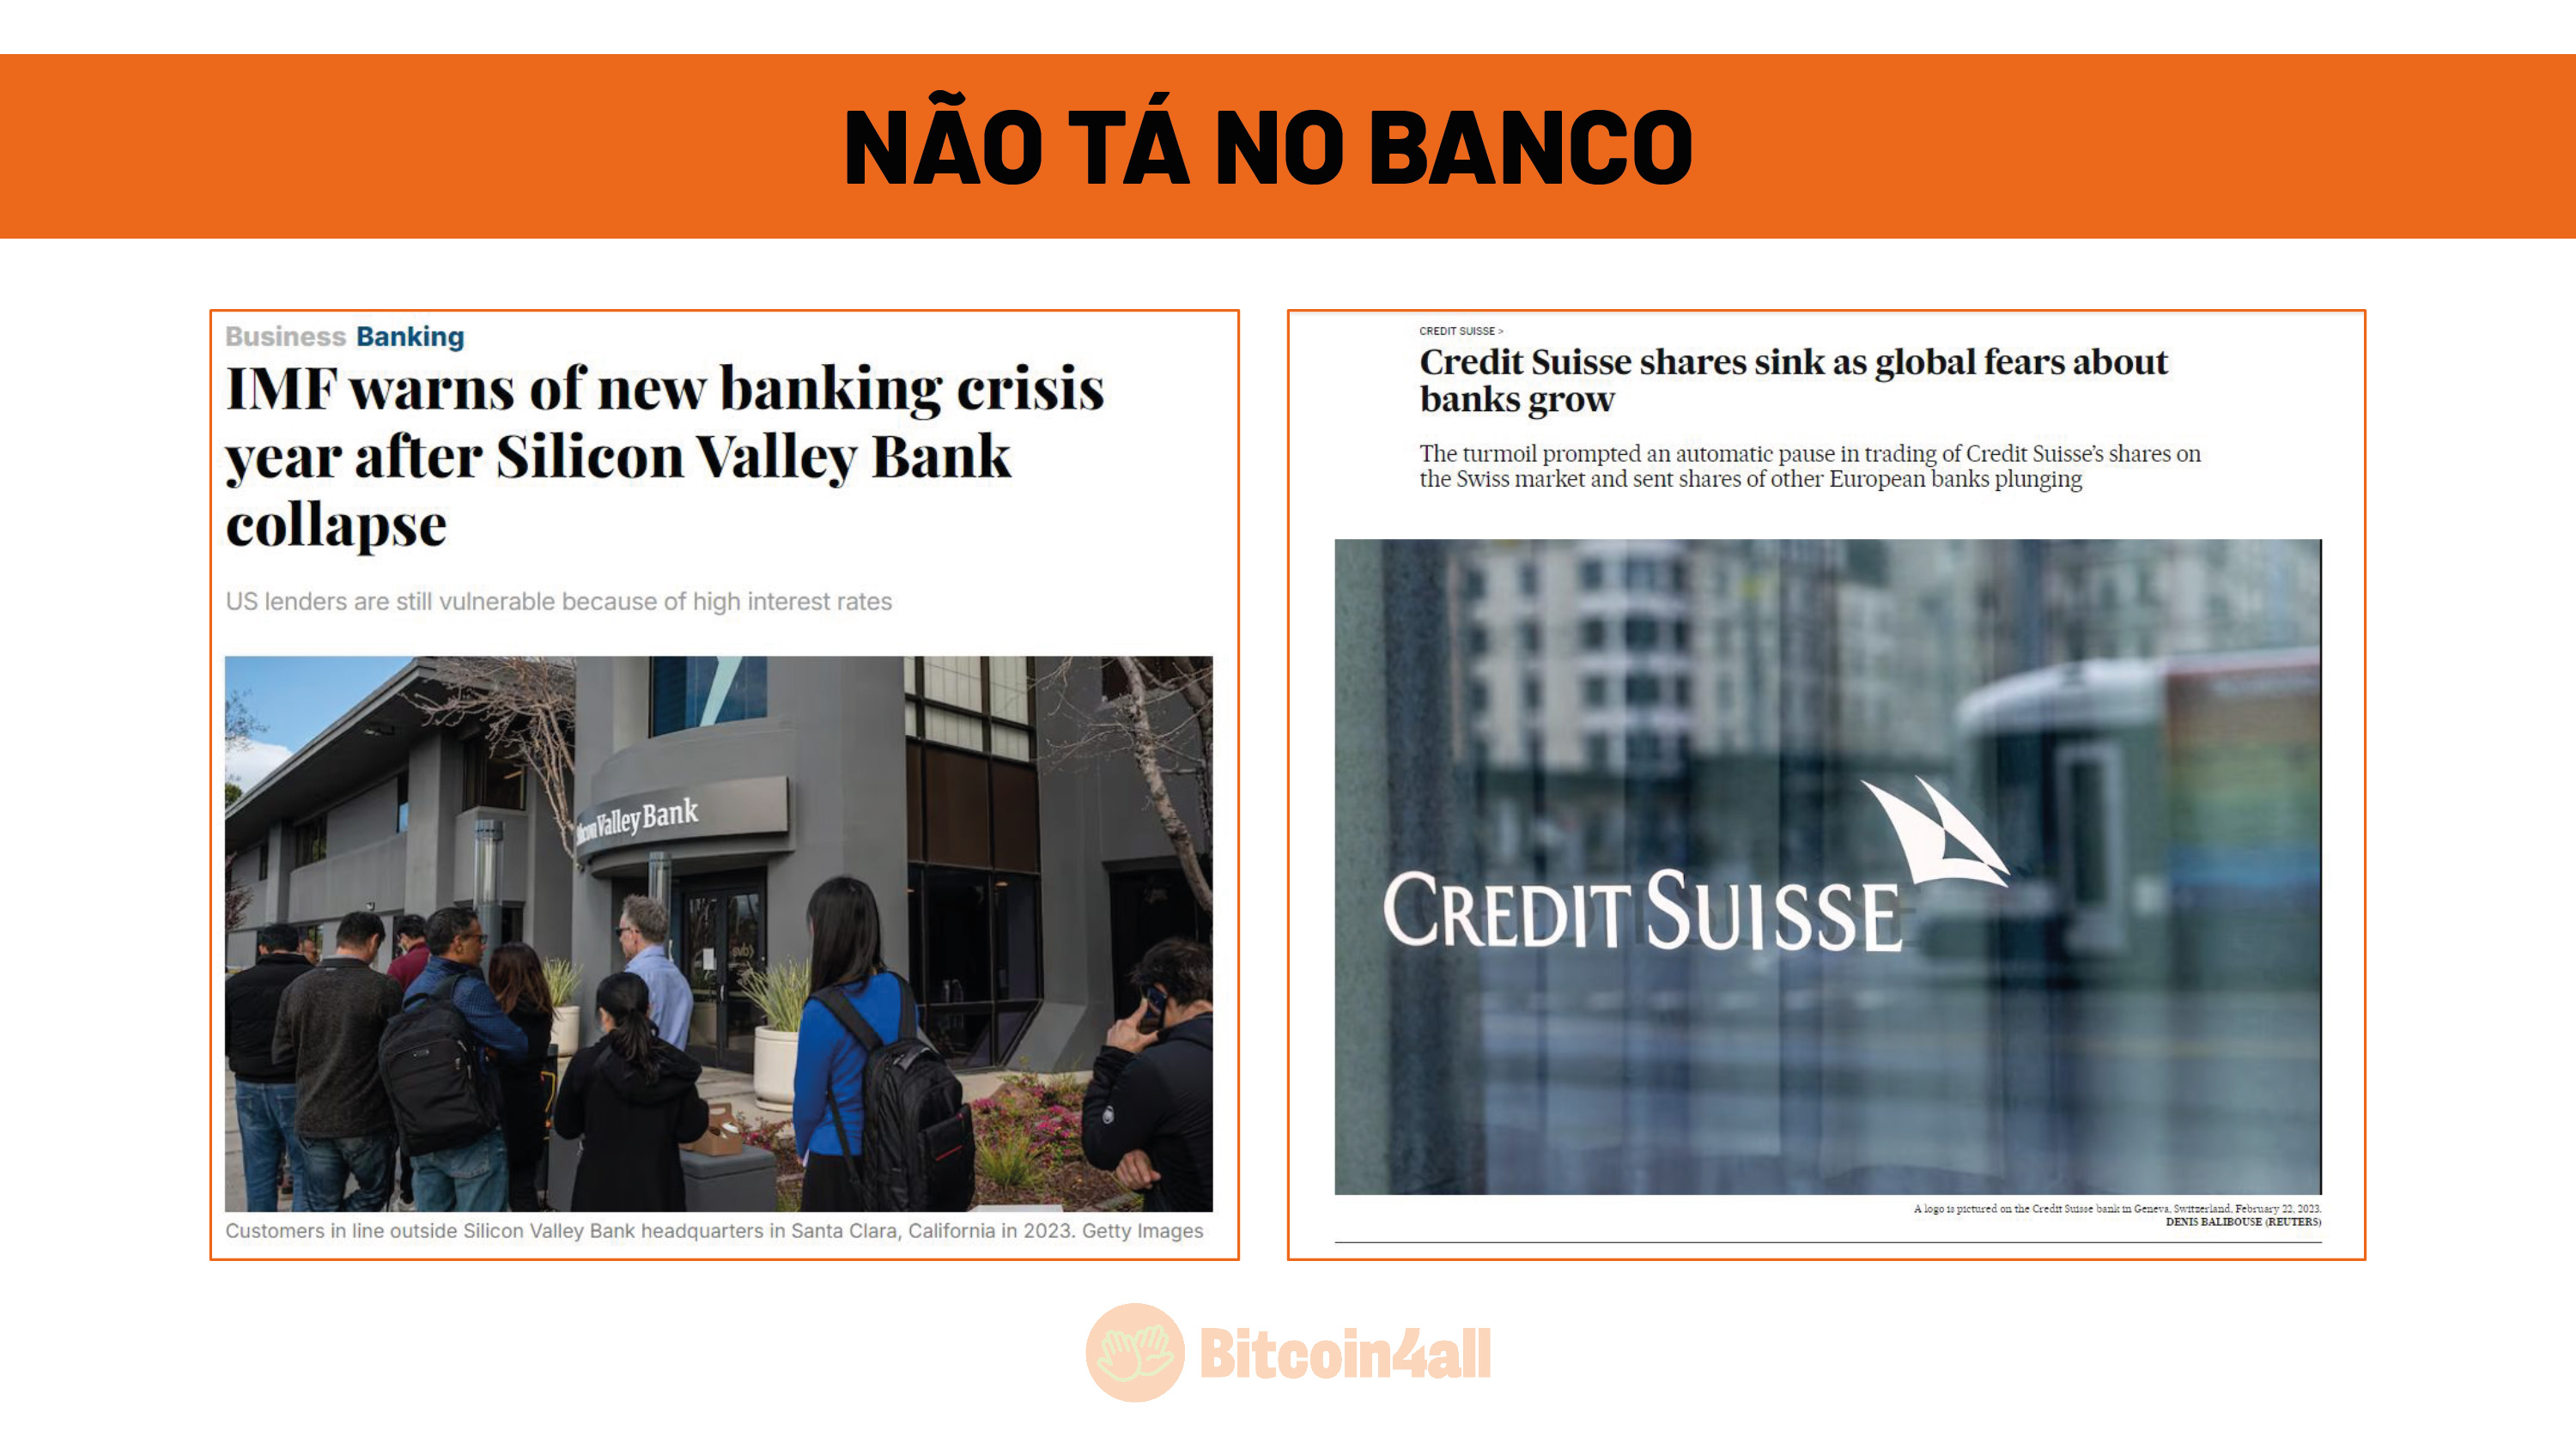 NÃO TÁ NO BANCO
Business Banking
IMF warns of new banking crisis
year after Silicon Valley Bank
collapse
US lenders are still vulnerable because of high interest rates
Valley Bank
svb>
Customers in line outside Silicon Valley Bank headquarters in Santa Clara, California in 2023. Getty Images
CREDIT SUISSE >
Credit Suisse shares sink as global fears about
banks grow
The turmoil prompted an automatic pause in trading of Credit Suisse's shares on
the Swiss market and sent shares of other European banks plunging
CREDIT SUISSE
A logo is pictured on the Credit Suisse bank in Geneva, Switzerland, February 22, 2023.
DENIS BALIBOUSE (REUTERS)
Bitcoin4all